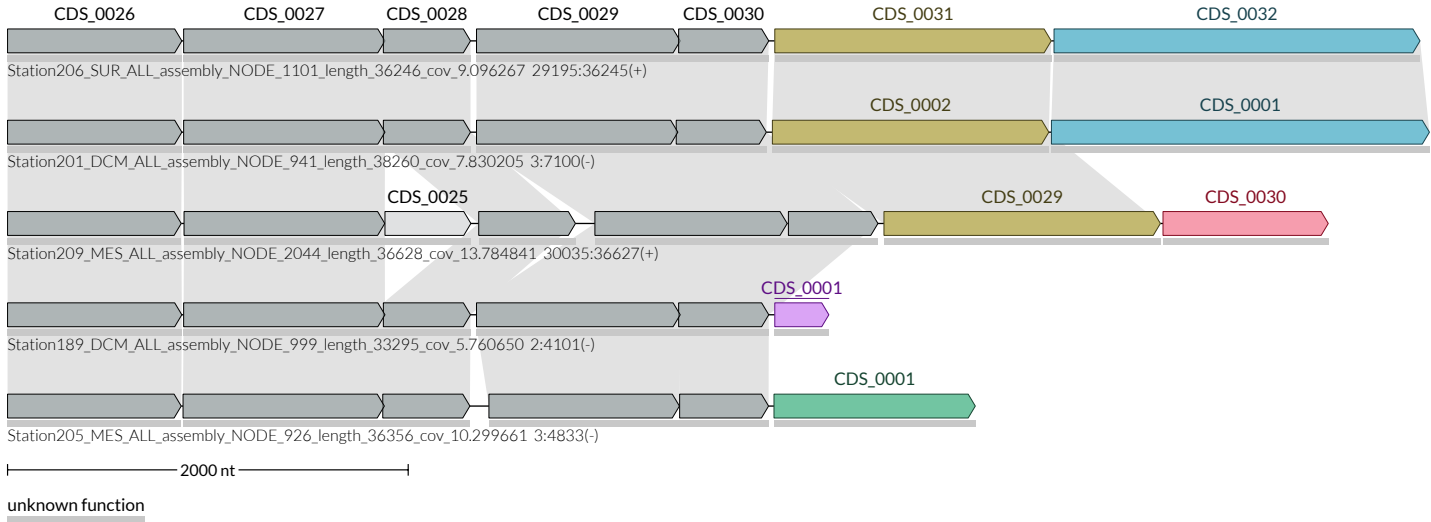 CDS_0026 CDS_0027 CDS_0028 CDS_0029 CDS_0030 CDS_0031 CDS_0032
Station206_SUR_ALL_assembly_NODE_1101_length_36246_cov_9.096267 29195:36245(+)
CDS_0002 CDS_0001
Station201_DCM_ALL_assembly_NODE_941_length_38260_cov_7.830205 3:7100(-)
CDS_0025 CDS_0029 CDS_0030
Station209_MES_ALL_assembly_NODE_2044_length_36628_cov_13.784841 30035:36627(+)
CDS_0001
Station189_DCM_ALL_assembly_NODE_999_length_33295_cov_5.760650 2:4101(-)
CDS_0001
Station205_MES_ALL_assembly_NODE_926_length_36356_cov_10.299661 3:4833(-)
2000 nt
unknown function